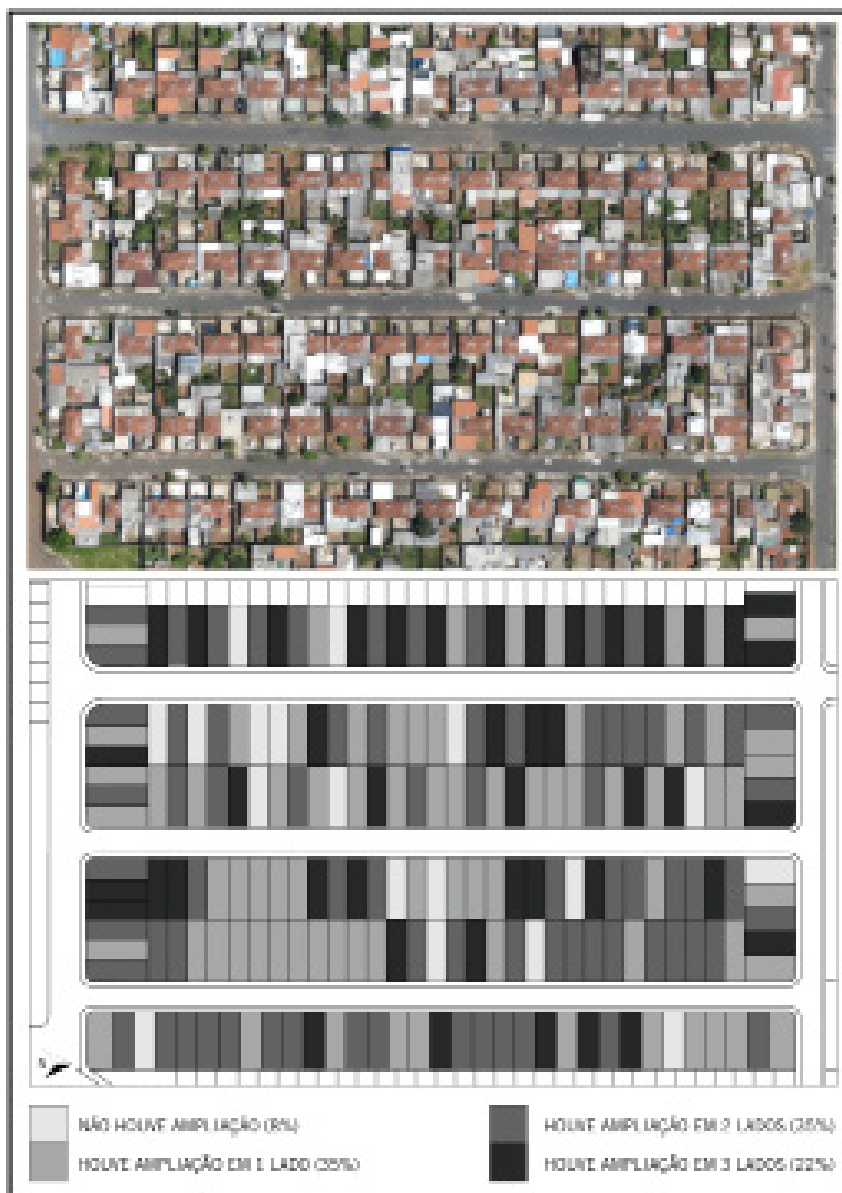 N
NÃO HOUVE AMPLIAÇÃO (8%)
HOUVE AMPLIAÇÃO EM 1 LADO (35%)
HOUVE AMPLIAÇÃO EM 2 LADOS
HOUVE AMPLIAÇÃO EM 3 LADOS (22%)